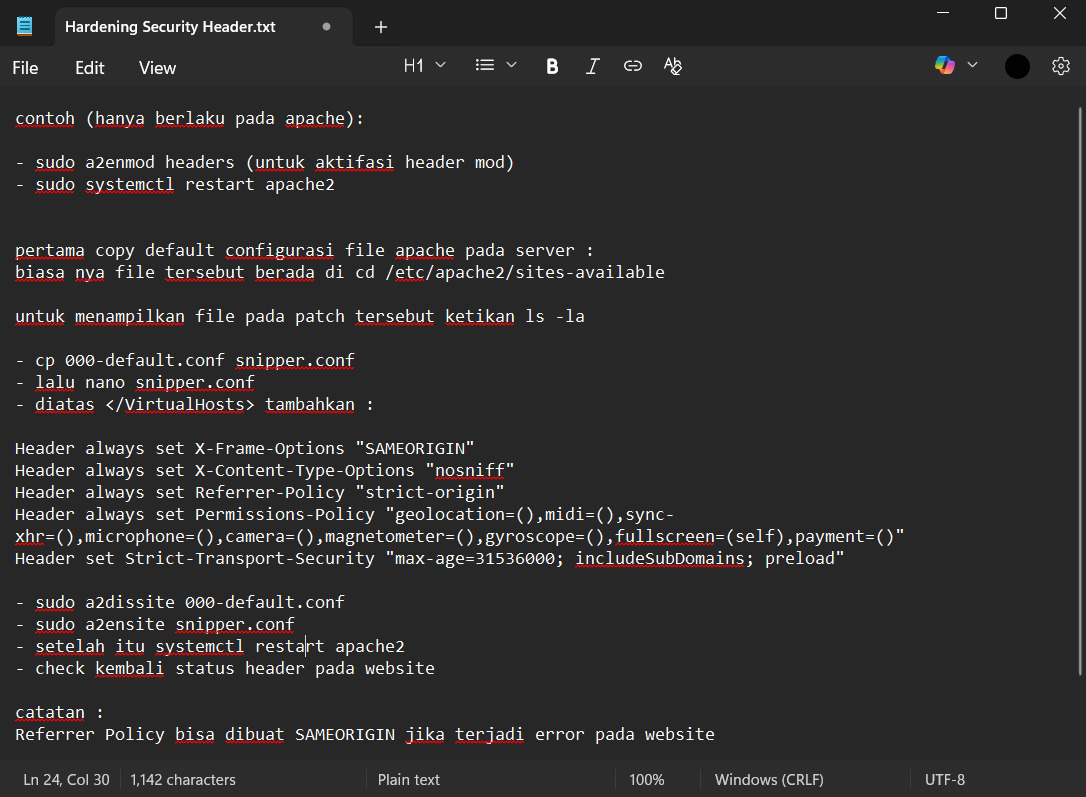 Hardening Security Header.txt
File Edit View H1 B I
contoh (hanya berlaku pada apache):
- sudo a2enmod headers (untuk aktifasi header mod)
- sudo systemctl restart apache2
pertama copy default configurasi file apache pada server :
biasa nya file tersebut berada di cd /etc/apache2/sites-available
untuk menampilkan file pada patch tersebut ketikan ls -la
- cp 000-default.conf snipper.conf
- lalu nano snipper.conf
- diatas </VirtualHosts> tambahkan :
Header always set X-Frame-Options "SAMEORIGIN"
Header always set X-Content-Type-Options "nosniff"
Header always set Referrer-Policy "strict-origin"
Header always set Permissions-Policy "geolocation=(),midi=(),sync-
xhr=(),microphone=(),camera=(),magnetometer=(),gyroscope=(),fullscreen=(self),payment=()"
Header set Strict-Transport-Security "max-age=31536000; includeSubDomains; preload"
- sudo a2dissite 000-default.conf
- sudo a2ensite snipper.conf
- setelah itu systemctl restart apache2
- check kembali status header pada website
catatan :
Referrer Policy bisa dibuat SAMEORIGIN jika terjadi error pada website
Ln 24, Col 30 1,142 characters Plain text 100% Windows (CRLF) UTF-8